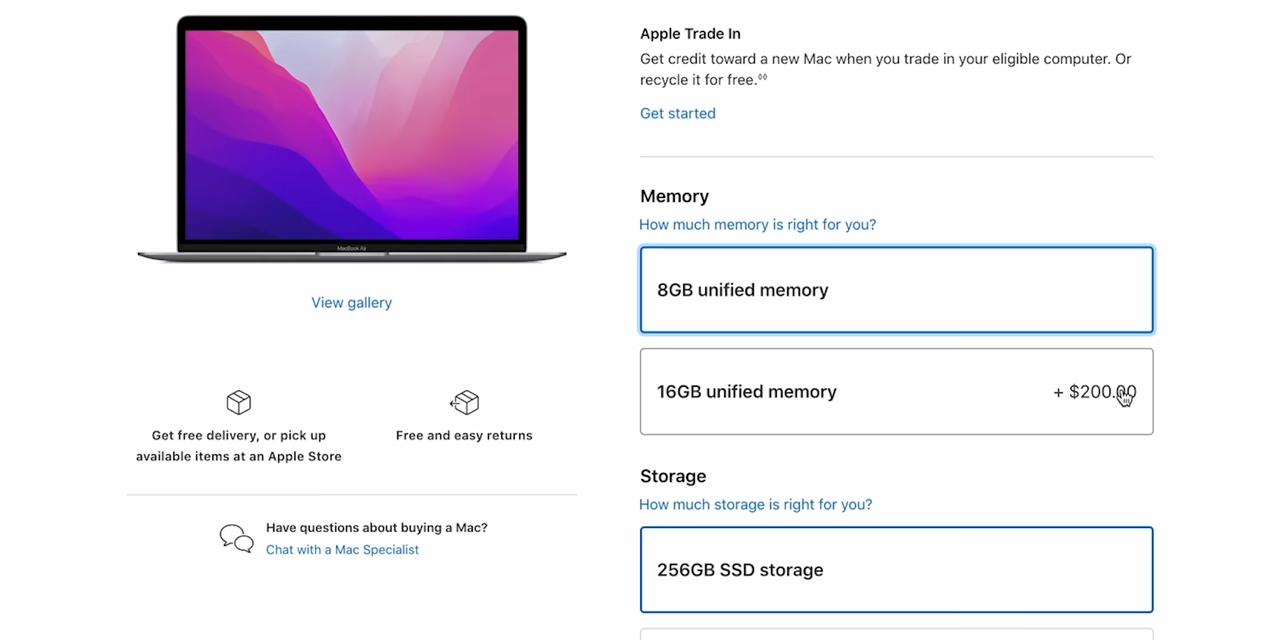 Apple Trade In
Get credit toward a new Mac when you trade in your eligible computer. Or
recycle it for free.◊◊
Get started
MacBook Air
View gallery
Get free delivery, or pick up
available items at an Apple Store
Free and easy returns
Have questions about buying a Mac?
Chat with a Mac Specialist
Memory
How much memory is right for you?
8GB unified memory
16GB unified memory + $200.00
Storage
How much storage is right for you?
256GB SSD storage